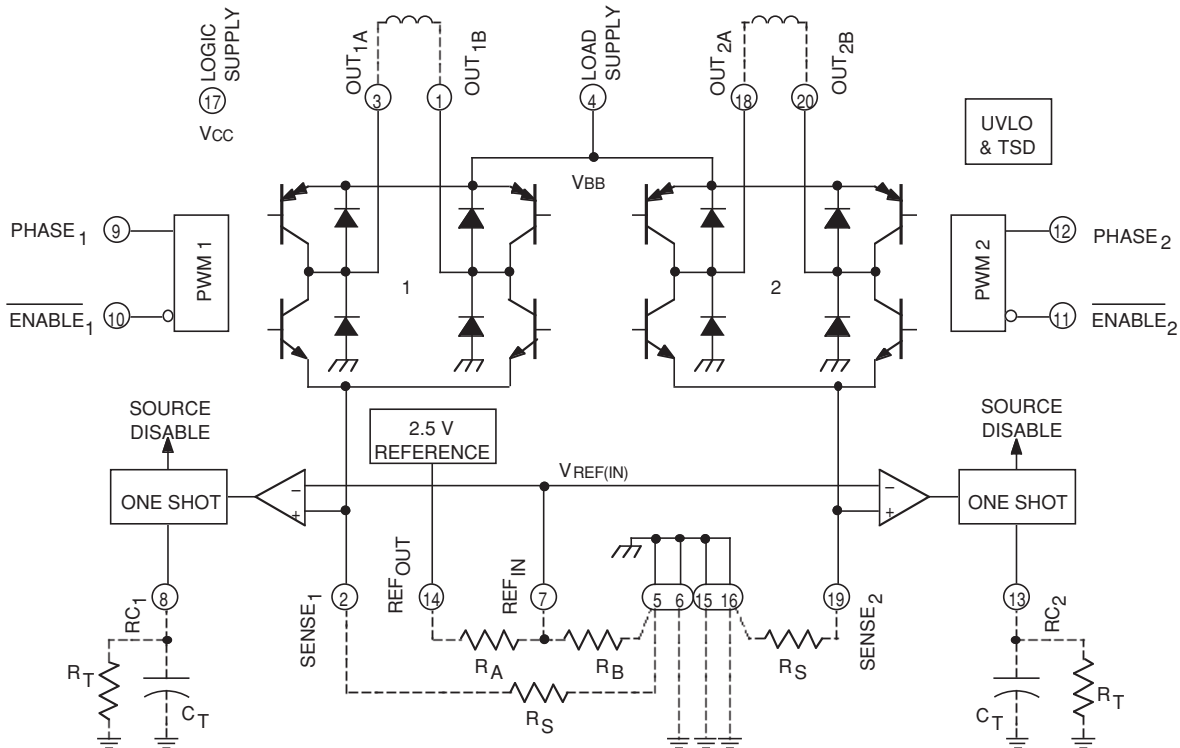 LOGIC
SUPPLY
17
VCC
OUT1A
3
OUT1B
1
LOAD
SUPPLY
4
OUT2A
18
OUT2B
20
UVLO
& TSD
VBB
PHASE1
9
PWM 1
ENABLE1
10
1
2
PWM 2
12
PHASE2
11
ENABLE2
SOURCE
DISABLE
ONE SHOT
2.5 V
REFERENCE
VREF(IN)
–
+
–
+
SOURCE
DISABLE
ONE SHOT
RC1
8
SENSE1
2
REFOUT
14
REFIN
7
5
6
15
16
19
SENSE2
13
RC2
RT
CT
RA
RB
RS
RS
CT
RT